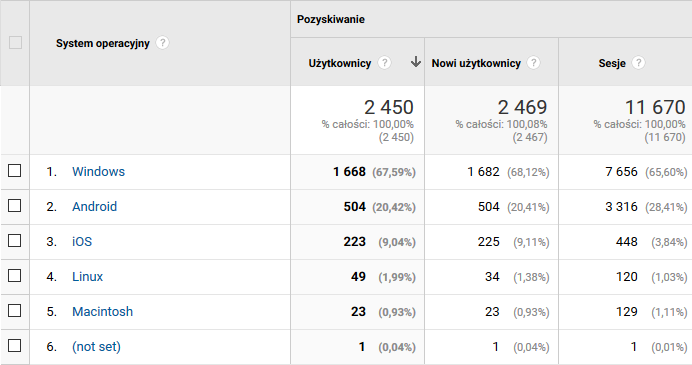 Pozyskiwanie
System operacyjny ? Użytkownicy ? Nowi użytkownicy ? Sesje ?
2 450 2 469 11 670
% całości: 100,00% % całości: 100,08% % całości: 100,00%
(2 450) (2 467) (11 670)
1. Windows 1 668 (67,59%) 1 682 (68,12%) 7 656 (65,60%)
2. Android 504 (20,42%) 504 (20,41%) 3 316 (28,41%)
3. iOS 223 (9,04%) 225 (9,11%) 448 (3,84%)
4. Linux 49 (1,99%) 34 (1,38%) 120 (1,03%)
5. Macintosh 23 (0,93%) 23 (0,93%) 129 (1,11%)
6. (not set) 1 (0,04%) 1 (0,04%) 1 (0,01%)